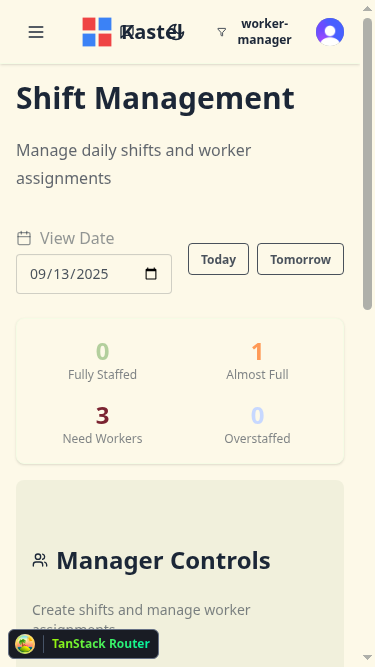 Kastel
worker-
manager
Shift Management
Manage daily shifts and worker
assignments
View Date
09/13/2025
Today
Tomorrow
0
Fully Staffed
1
Almost Full
3
Need Workers
0
Overstaffed
Manager Controls
Create shifts and manage worker
assignments
TanStack Router